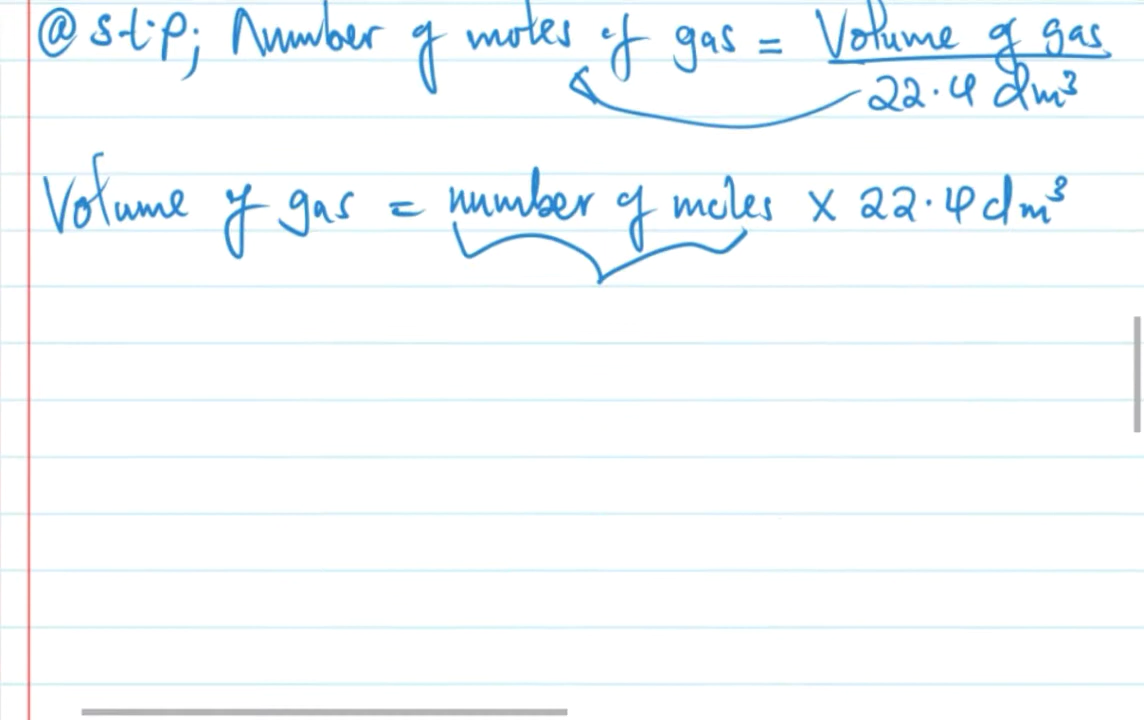 @ s.t.p; Number of moles of gas = Volume of gas
22.4 dm³
Volume of gas = number of moles X 22.4 dm³